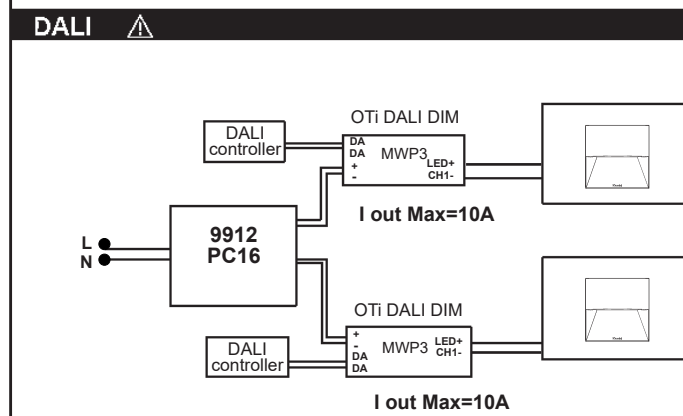 DALI
OTi DALI DIM
DALI
controller
DA
DA
+
-
MWP3
LED+
CH1-
I out Max=10A
L
N
9912
PC16
OTi DALI DIM
+
-
DA
DA
MWP3
LED+
CH1-
DALI
controller
I out Max=10A